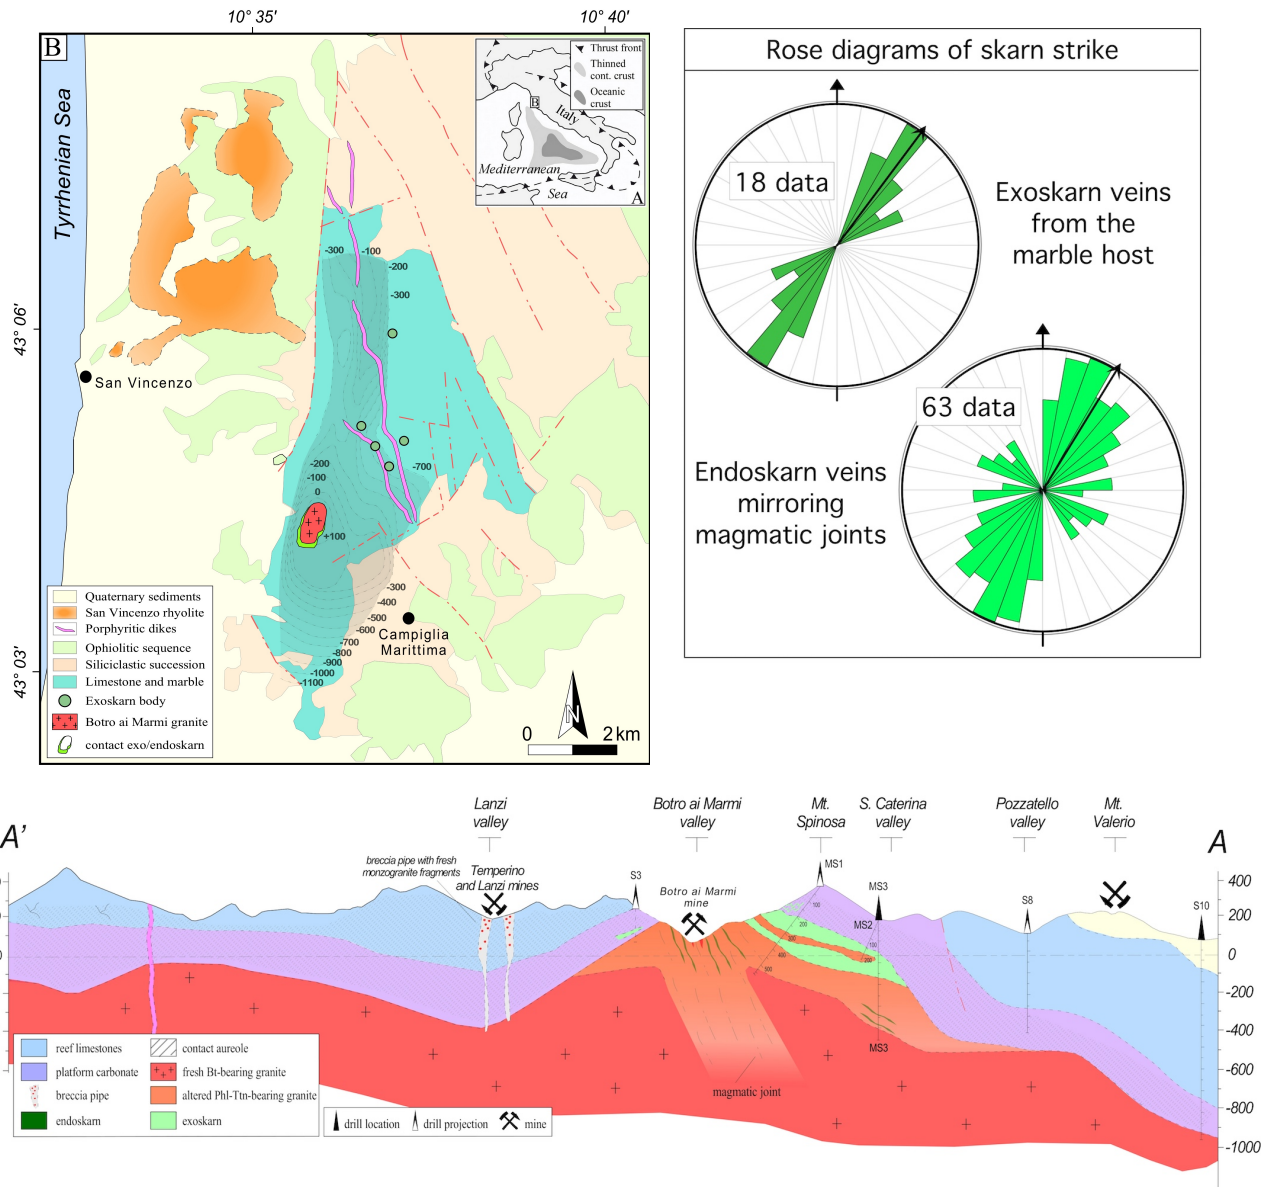 10° 35'
10° 40'
B
Thrust front
Thinned
cont. crust
Oceanic
crust
B
Italy
Mediterranean
Sea
A
Tyrrhenian Sea
43° 06'
43° 03'
-300
-100
-200
-300
San Vincenzo
-200
-100
0
-700
+100
-300
-400
-500
-600
-700
-800
-900
-1000
-1100
Campiglia
Marittima
Quaternary sediments
San Vincenzo rhyolite
Porphyritic dikes
Ophiolitic sequence
Siliciclastic succession
Limestone and marble
Exoskarn body
Botro ai Marmi granite
contact exo/endoskarn
N
0 2 km
Rose diagrams of skarn strike
18 data
Exoskarn veins
from the
marble host
63 data
Endoskarn veins
mirroring
magmatic joints
A'
Lanzi
valley
Botro ai Marmi
valley
Mt.
Spinosa
S. Caterina
valley
Pozzatello
valley
Mt.
Valerio
A
breccia pipe with fresh
monzogranite fragments
Temperino
and Lanzi mines
S3
Botro ai Marmi
mine
MS1
MS3
MS2
S8
S10
100
200
300
100
200
300
400
200
0
-200
-400
-600
-800
-1000
0
MS3
magmatic joint
reef limestones
contact aureole
platform carbonate
fresh Bt-bearing granite
breccia pipe
altered Phl-Ttn-bearing granite
endoskarn
exoskarn
drill location
drill projection
mine